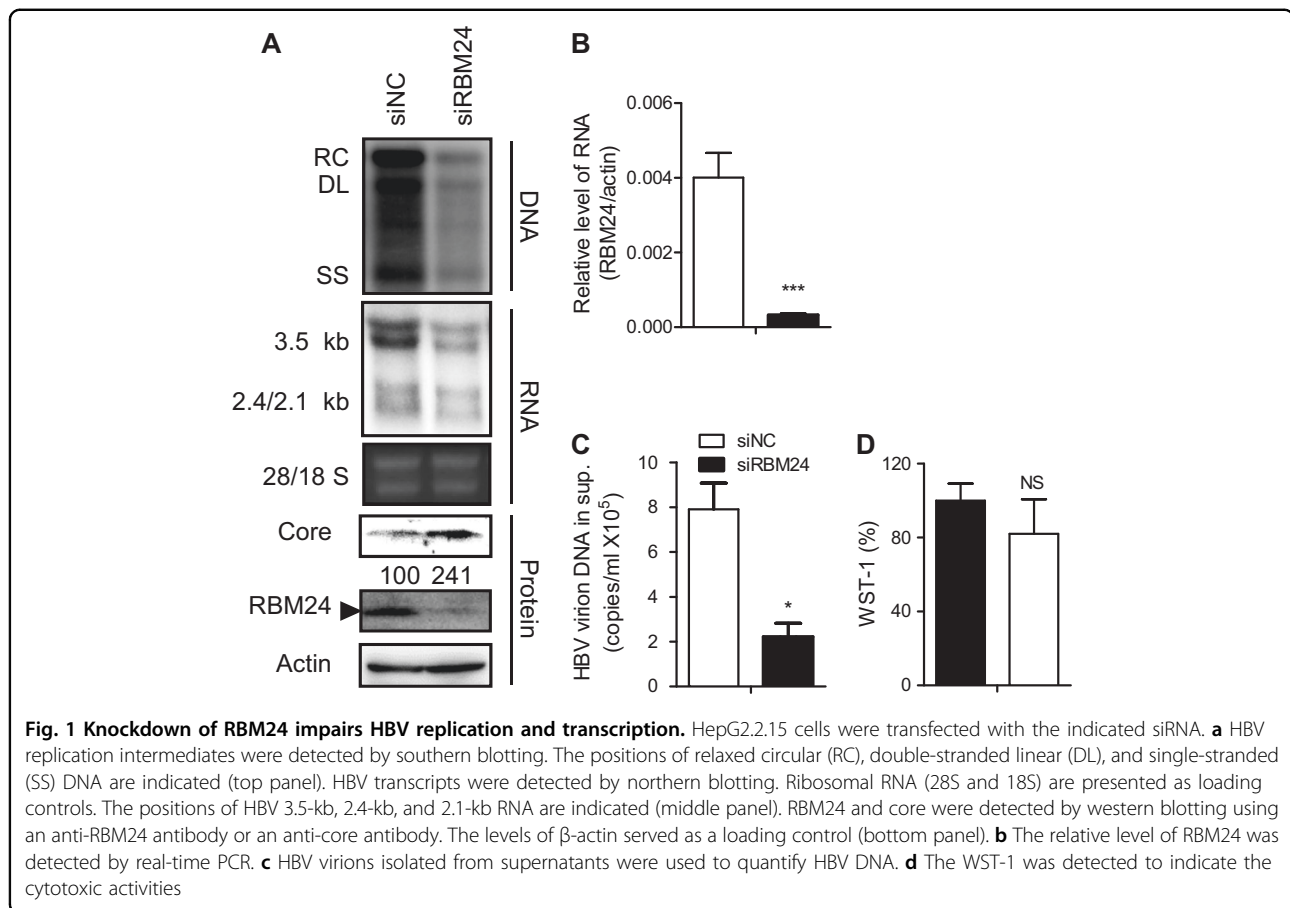 A
siNC
siRBM24
RC
DL
SS
DNA
3.5 kb
2.4/2.1 kb
28/18 S
RNA
Core
100 241
RBM24
Actin
Protein
B
Relative level of RNA
(RBM24/actin)
0.006
0.004
0.002
0.000
***
C
siNC
siRBM24
HBV virion DNA in sup.
(copies/ml X10⁵)
10
8
6
4
2
0
*
D
WST-1 (%)
120
80
40
0
NS
Fig. 1 Knockdown of RBM24 impairs HBV replication and transcription. HepG2.2.15 cells were transfected with the indicated siRNA. a HBV
replication intermediates were detected by southern blotting. The positions of relaxed circular (RC), double-stranded linear (DL), and single-stranded
(SS) DNA are indicated (top panel). HBV transcripts were detected by northern blotting. Ribosomal RNA (28S and 18S) are presented as loading
controls. The positions of HBV 3.5-kb, 2.4-kb, and 2.1-kb RNA are indicated (middle panel). RBM24 and core were detected by western blotting using
an anti-RBM24 antibody or an anti-core antibody. The levels of β-actin served as a loading control (bottom panel). b The relative level of RBM24 was
detected by real-time PCR. c HBV virions isolated from supernatants were used to quantify HBV DNA. d The WST-1 was detected to indicate the
cytotoxic activities